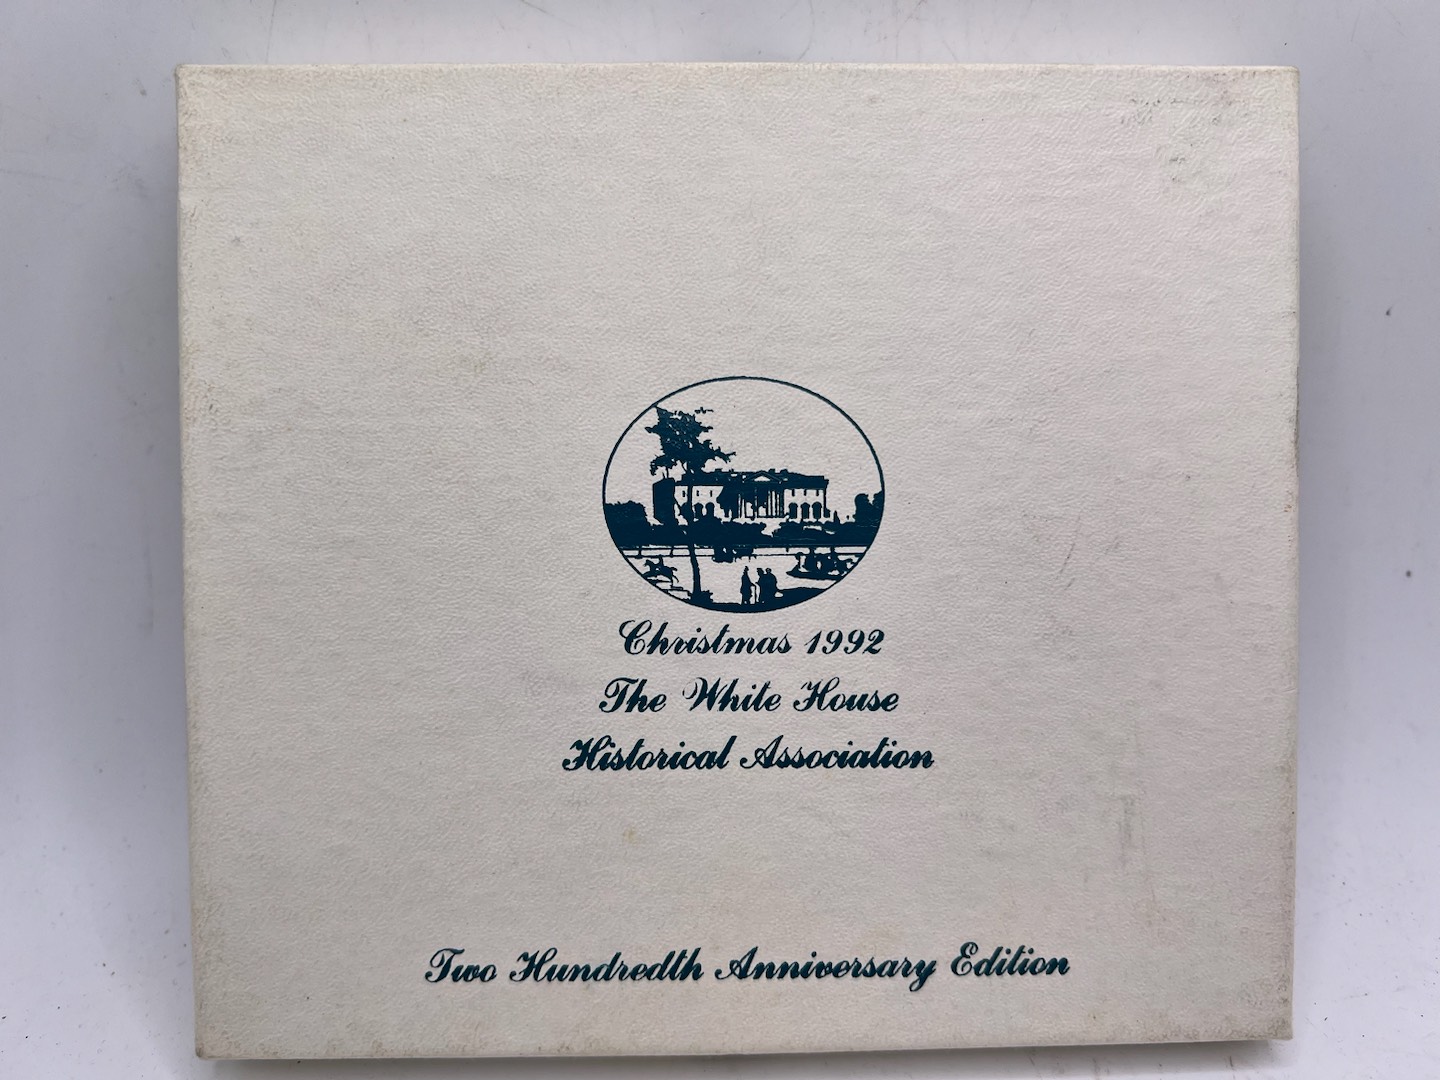 Christmas 1992
The White House
Historical Association
Two Hundredth Anniversary Edition